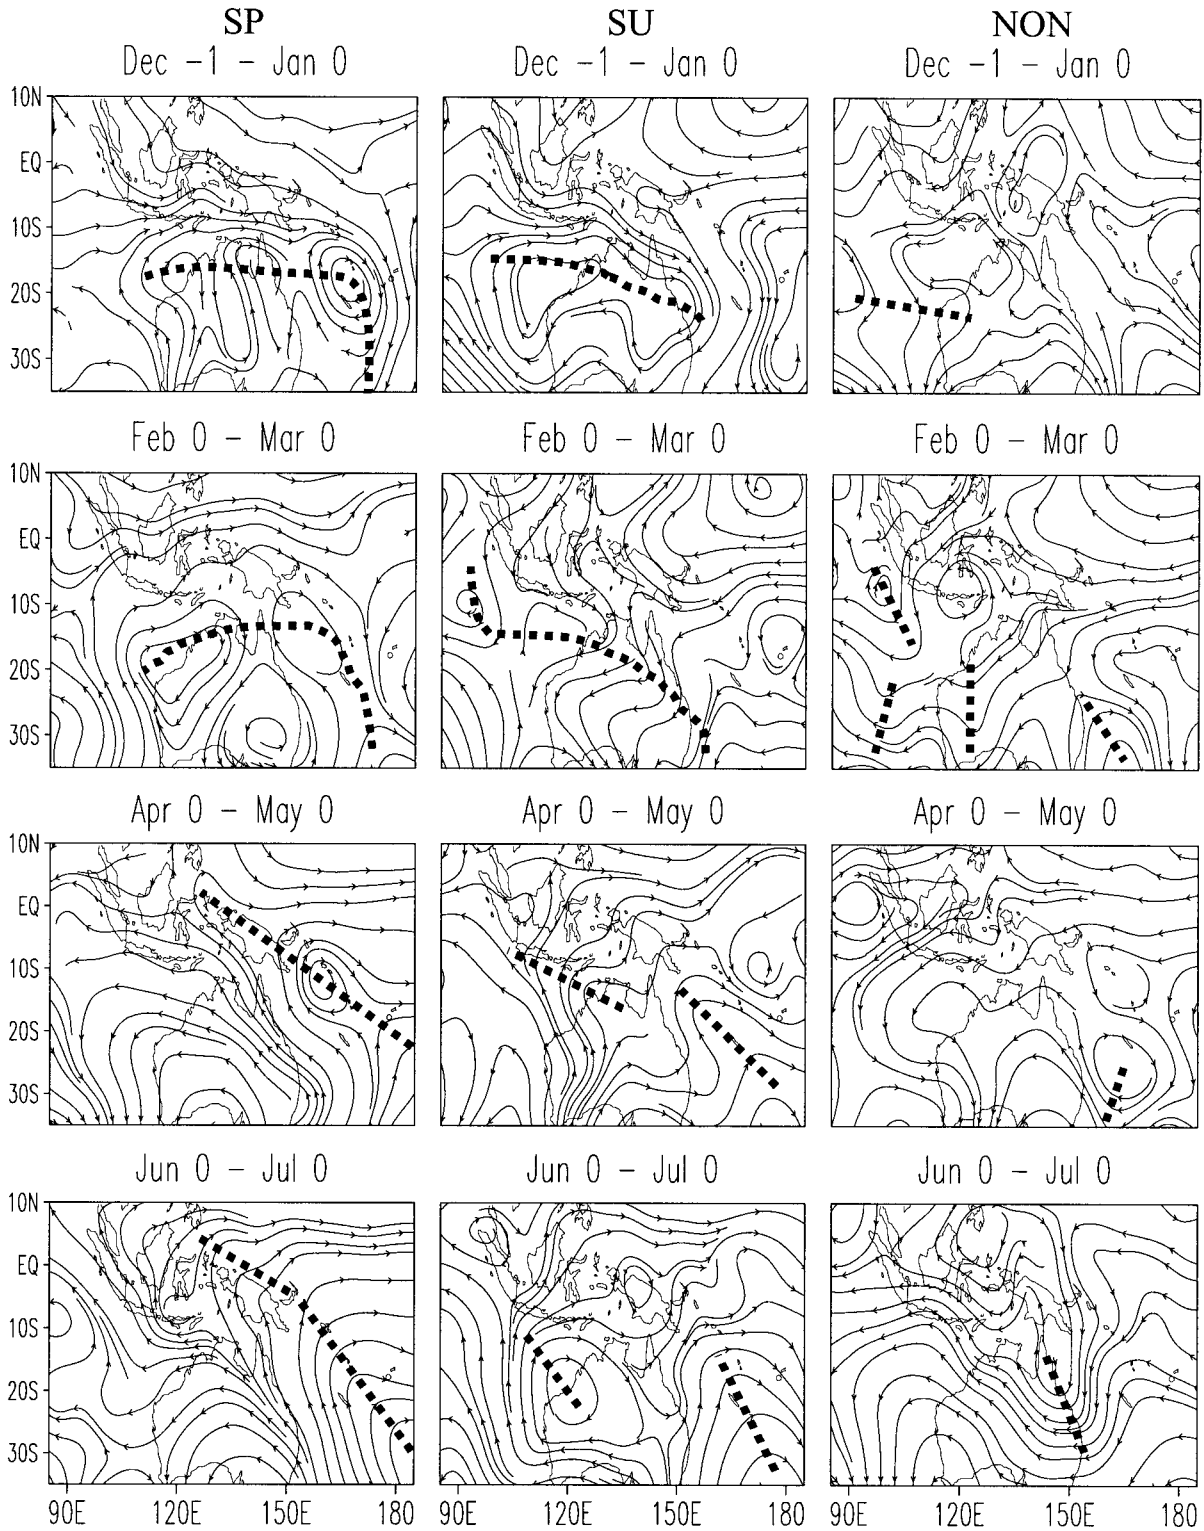 SP SU NON
Dec -1 - Jan 0 Dec -1 - Jan 0 Dec -1 - Jan 0
10N
EQ
10S
20S
30S
Feb 0 - Mar 0 Feb 0 - Mar 0 Feb 0 - Mar 0
10N
EQ
10S
20S
30S
Apr 0 - May 0 Apr 0 - May 0 Apr 0 - May 0
10N
EQ
10S
20S
30S
Jun 0 - Jul 0 Jun 0 - Jul 0 Jun 0 - Jul 0
10N
EQ
10S
20S
30S
90E 120E 150E 180 90E 120E 150E 180 90E 120E 150E 180